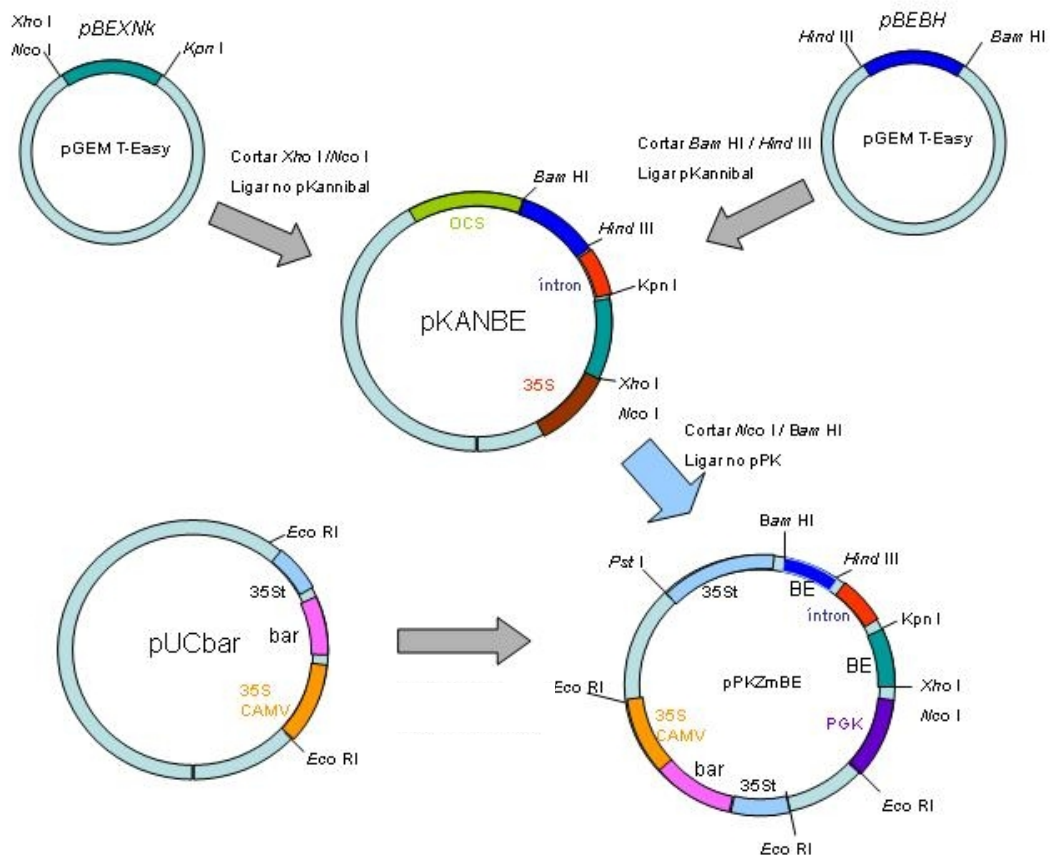 pBEXNk
Xho I
Nco I
Kpn I
pGEM T-Easy
Cortar Xho I /Nco I
Ligar no pKannibal
pBEBH
Hind III
Bam HI
pGEM T-Easy
Cortar Bam HI / Hind III
Ligar pKannibal
Bam HI
OCS
Hind III
íntron
Kpn I
pKANBE
35S
Xho I
Nco I
Cortar Nco I / Bam HI
Ligar no pPK
Eco RI
35St
bar
pUCbar
35S
CAMV
Eco RI
Bam HI
Pst I
Hind III
35St
BE
íntron
Kpn I
BE
pPKZmBE
Xho I
Nco I
Eco RI
35S
CAMV
PGK
bar
35St
Eco RI
Eco RI